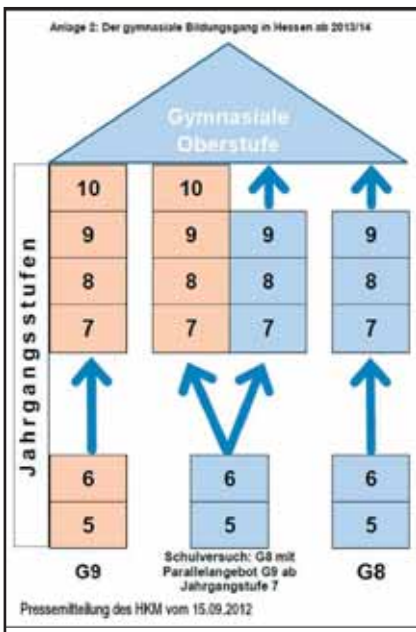 Anlage 2: Der gymnasiale Bildungsgang in Hessen ab 2013/14
Gymnasiale
Oberstufe
Jahrgangsstufen
10 10
9 9 9 9
8 8 8 8
7 7 7 7
6 6 6
5 5 5
G9
Schulversuch: G8 mit
Parallelangebot G9 ab
Jahrgangstufe 7
G8
Pressemitteilung des HKM vom 15.09.2012